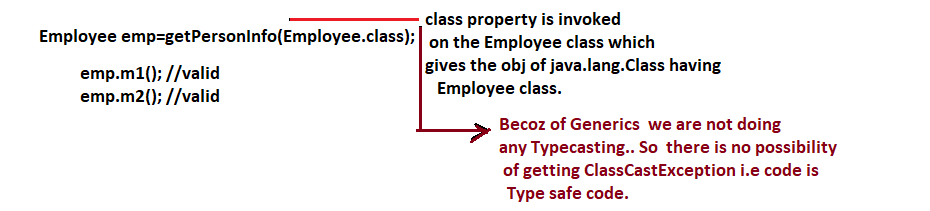 Employee emp=getPersonInfo(Employee.class);
emp.m1(); //valid
emp.m2(); //valid
class property is invoked
on the Employee class which
gives the obj of java.lang.Class having
Employee class.
Becoz of Generics we are not doing
any Typecasting.. So there is no possibility
of getting ClassCastException i.e code is
Type safe code.